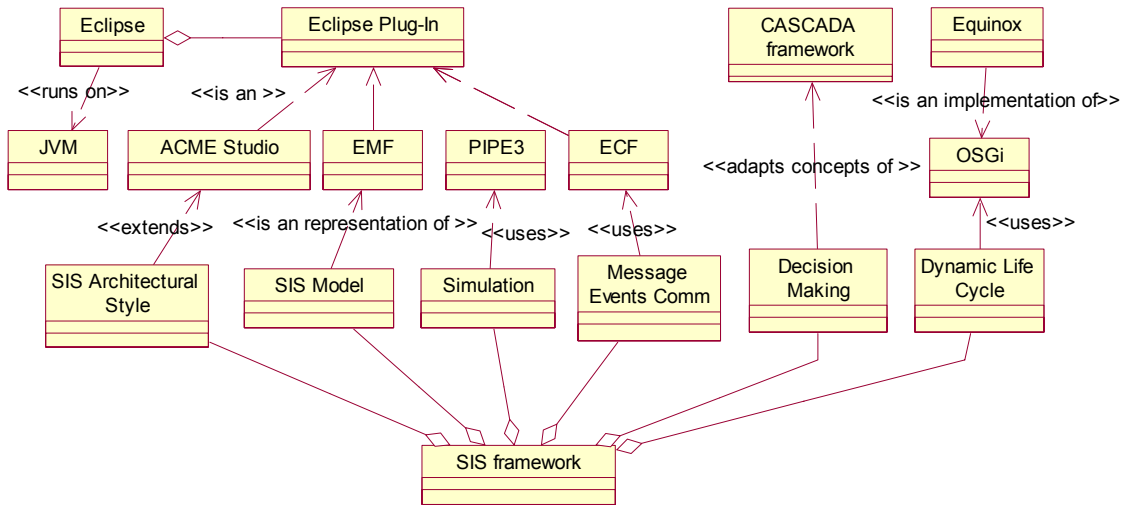 Eclipse
Eclipse Plug-In
CASCADA
framework
Equinox
<<runs on>>
<<is an >>
<<is an implementation of>>
JVM
ACME Studio
EMF
PIPE3
ECF
OSGi
<<adapts concepts of >>
<<extends>>
<<is an representation of >>
<<uses>>
<<uses>>
<<uses>>
SIS Architectural
Style
SIS Model
Simulation
Message
Events Comm
Decision
Making
Dynamic Life
Cycle
SIS framework